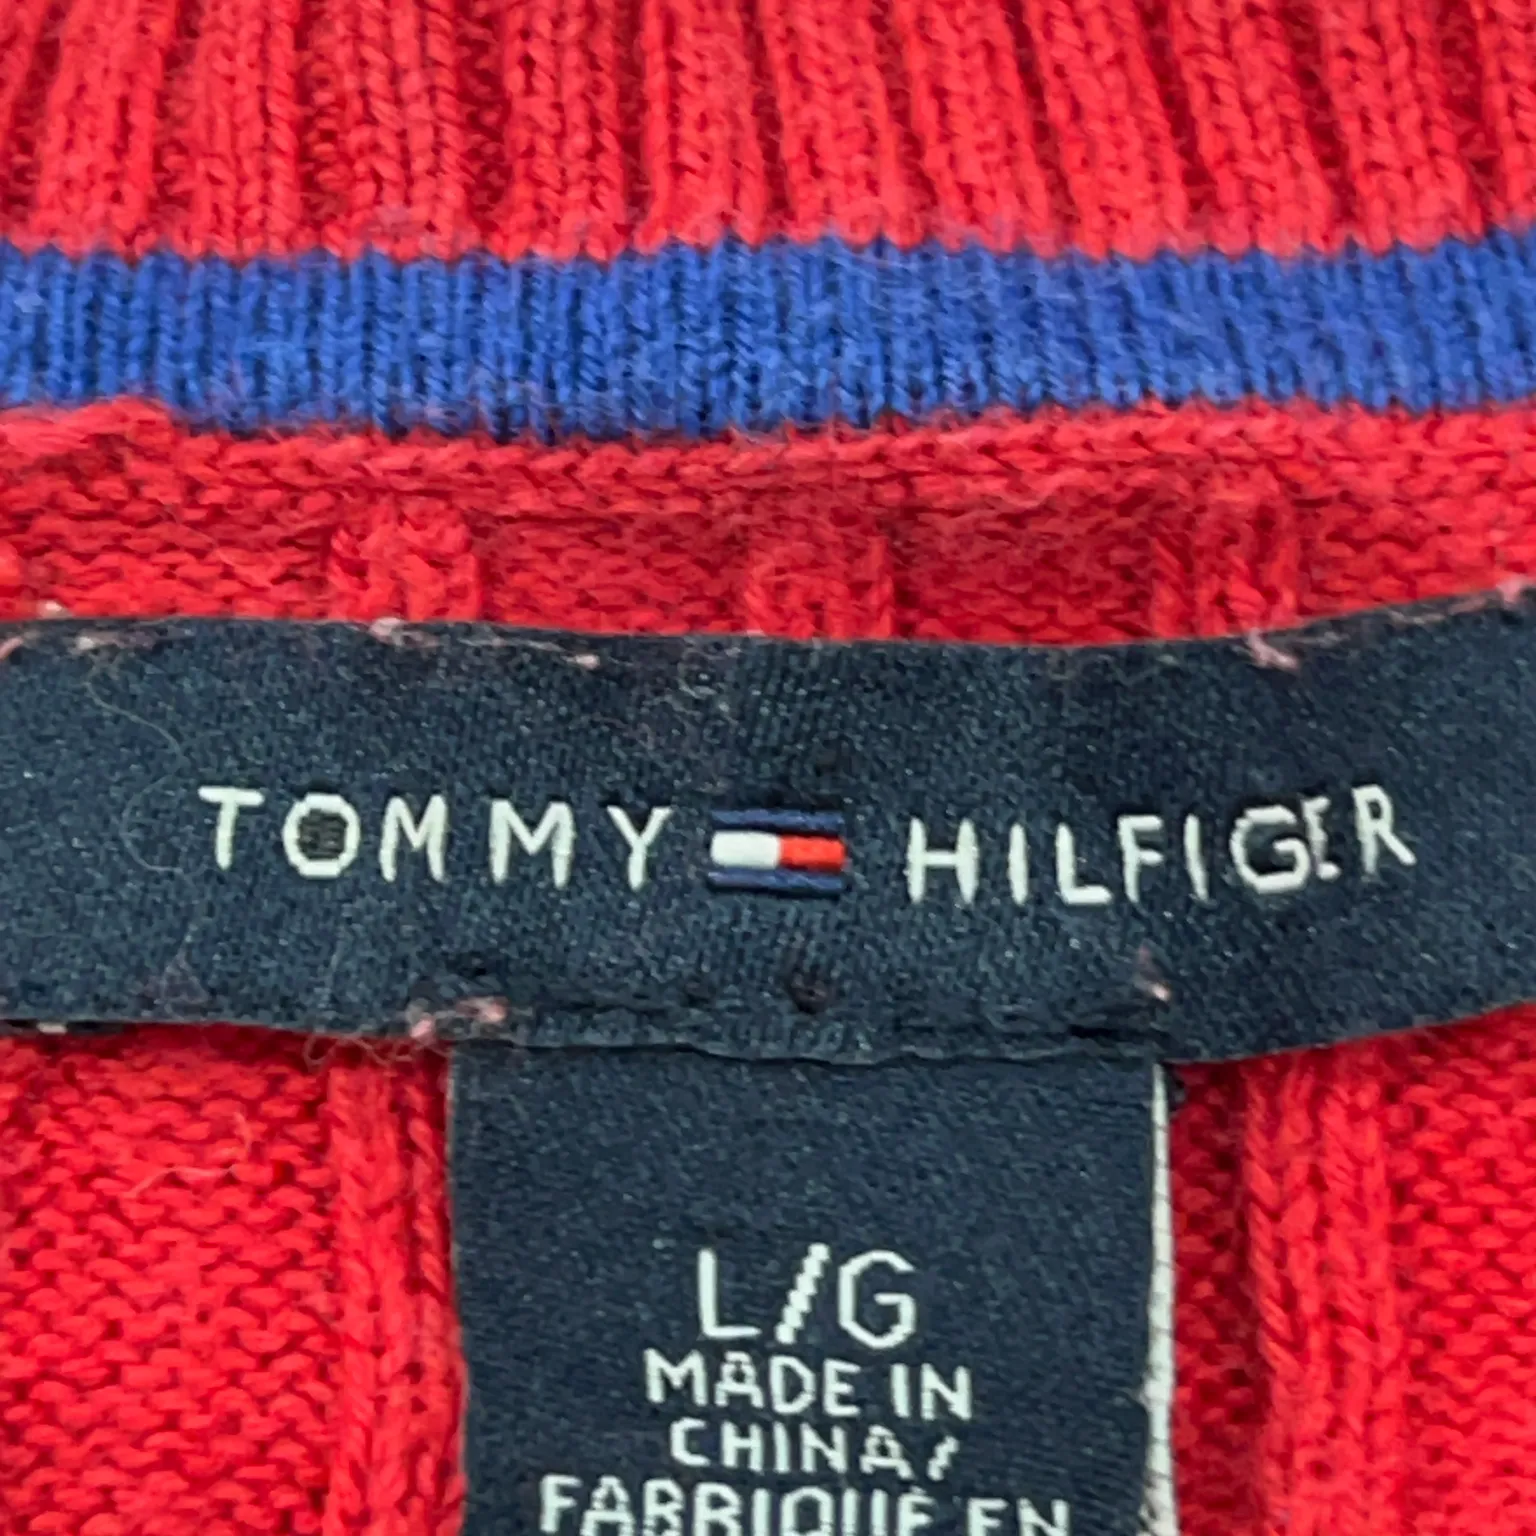 TOMMY HILFIGER
L/G
MADE IN
CHINA/
FABRIQUÉ EN